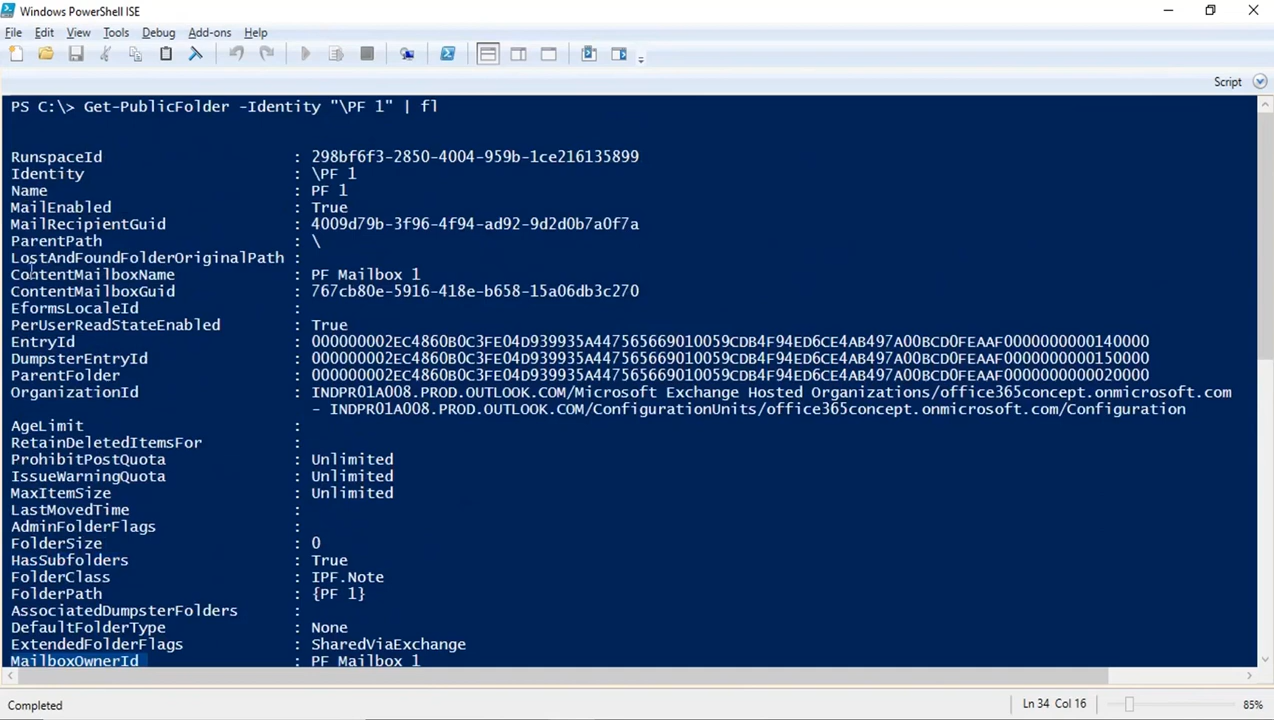 Windows PowerShell ISE
File Edit View Tools Debug Add-ons Help
Script
PS C:\> Get-PublicFolder -Identity "\PF 1" | fl
RunspaceId : 298bf6f3-2850-4004-959b-1ce216135899
Identity : \PF 1
Name : PF 1
MailEnabled : True
MailRecipientGuid : 4009d79b-3f96-4f94-ad92-9d2d0b7a0f7a
ParentPath : \
LostAndFoundFolderOriginalPath :
ContentMailboxName : PF Mailbox 1
ContentMailboxGuid : 767cb80e-5916-418e-b658-15a06db3c270
EformsLocaleId :
PerUserReadStateEnabled : True
EntryId : 000000002EC4860B0C3FE04D939935A447565669010059CDB4F94ED6CE4AB497A00BCD0FEAAF0000000000140000
DumpsterEntryId : 000000002EC4860B0C3FE04D939935A447565669010059CDB4F94ED6CE4AB497A00BCD0FEAAF0000000000150000
ParentFolder : 000000002EC4860B0C3FE04D939935A447565669010059CDB4F94ED6CE4AB497A00BCD0FEAAF0000000000020000
OrganizationId : INDPR01A008.PROD.OUTLOOK.COM/Microsoft Exchange Hosted Organizations/office365concept.onmicrosoft.com
- INDPR01A008.PROD.OUTLOOK.COM/ConfigurationUnits/office365concept.onmicrosoft.com/Configuration
AgeLimit :
RetainDeletedItemsFor :
ProhibitPostQuota : Unlimited
IssueWarningQuota : Unlimited
MaxItemSize : Unlimited
LastMovedTime :
AdminFolderFlags :
FolderSize : 0
HasSubfolders : True
FolderClass : IPF.Note
FolderPath : {PF 1}
AssociatedDumpsterFolders :
DefaultFolderType : None
ExtendedFolderFlags : SharedViaExchange
MailboxOwnerId : PF Mailbox 1
Completed
Ln 34 Col 16
85%